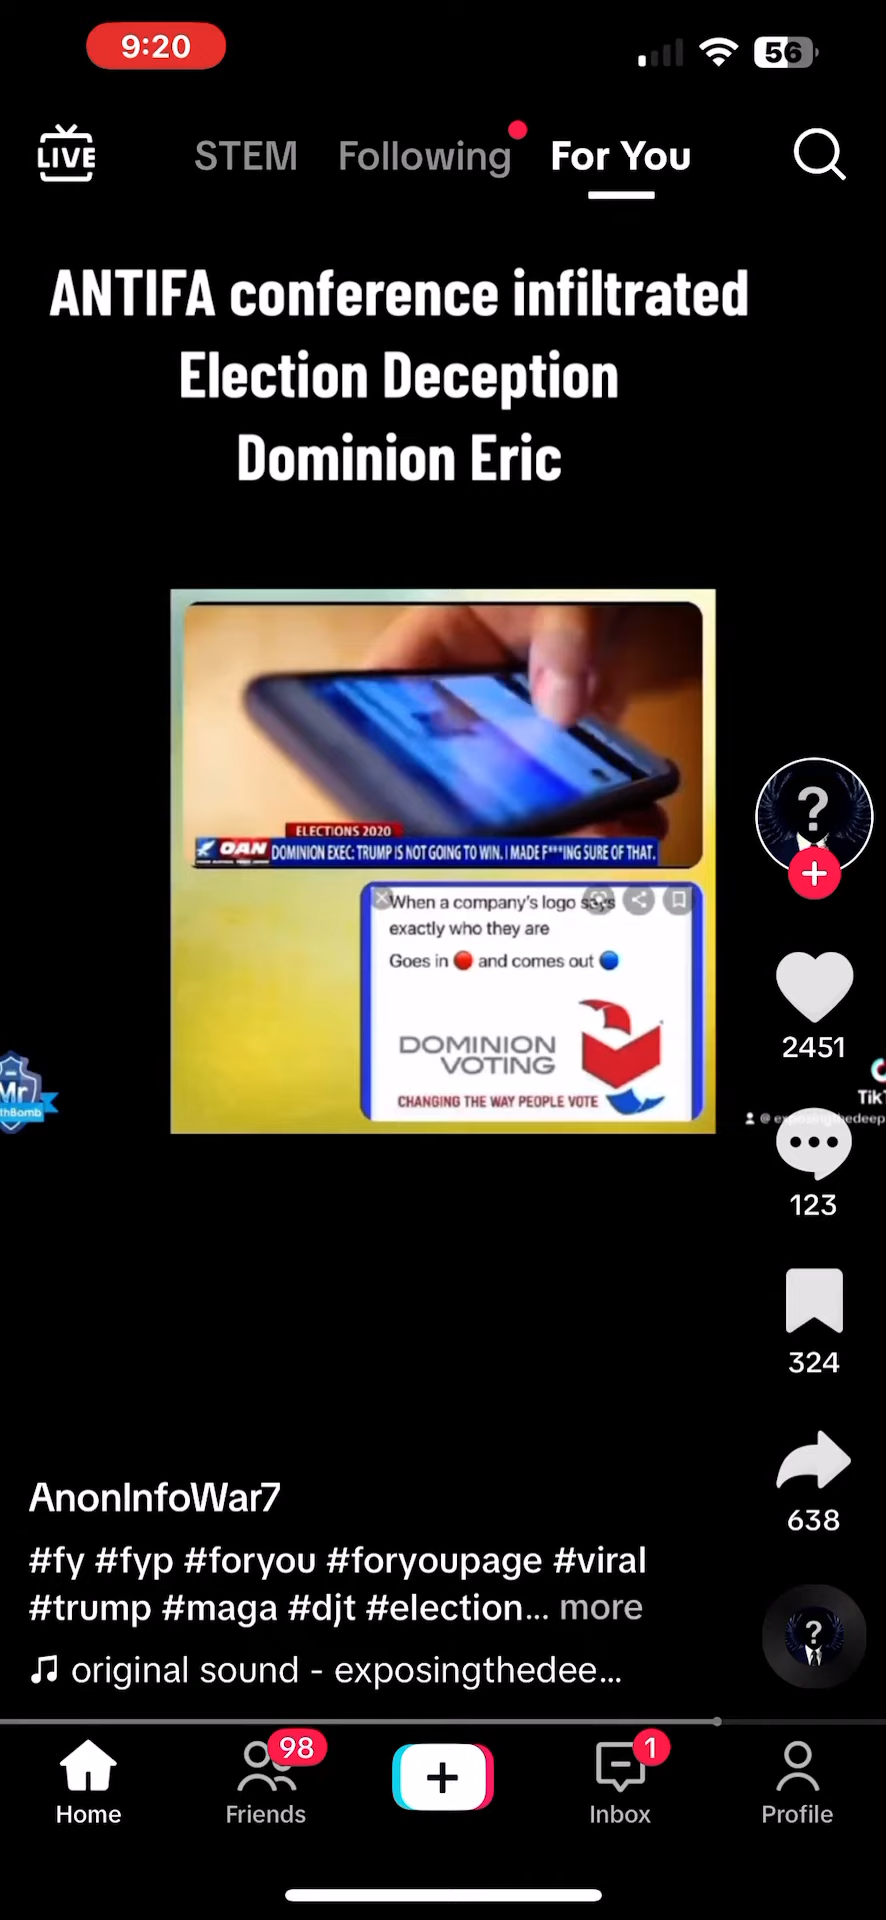 9:20
56
LIVE
STEM Following For You
ANTIFA conference infiltrated
Election Deception
Dominion Eric
ELECTIONS 2020
OAN DOMINION EXEC: TRUMP IS NOT GOING TO WIN. I MADE F***ING SURE OF THAT.
When a company's logo says
exactly who they are
Goes in 🔴 and comes out 🔵
DOMINION
VOTING
CHANGING THE WAY PEOPLE VOTE
?
+
2451
Mr
thBomb
Tik
123
324
638
AnonInfoWar7
#fy #fyp #foryou #foryoupage #viral
#trump #maga #djt #election... more
original sound - exposingthedee...
?
98
1
Home
Friends
Inbox
Profile